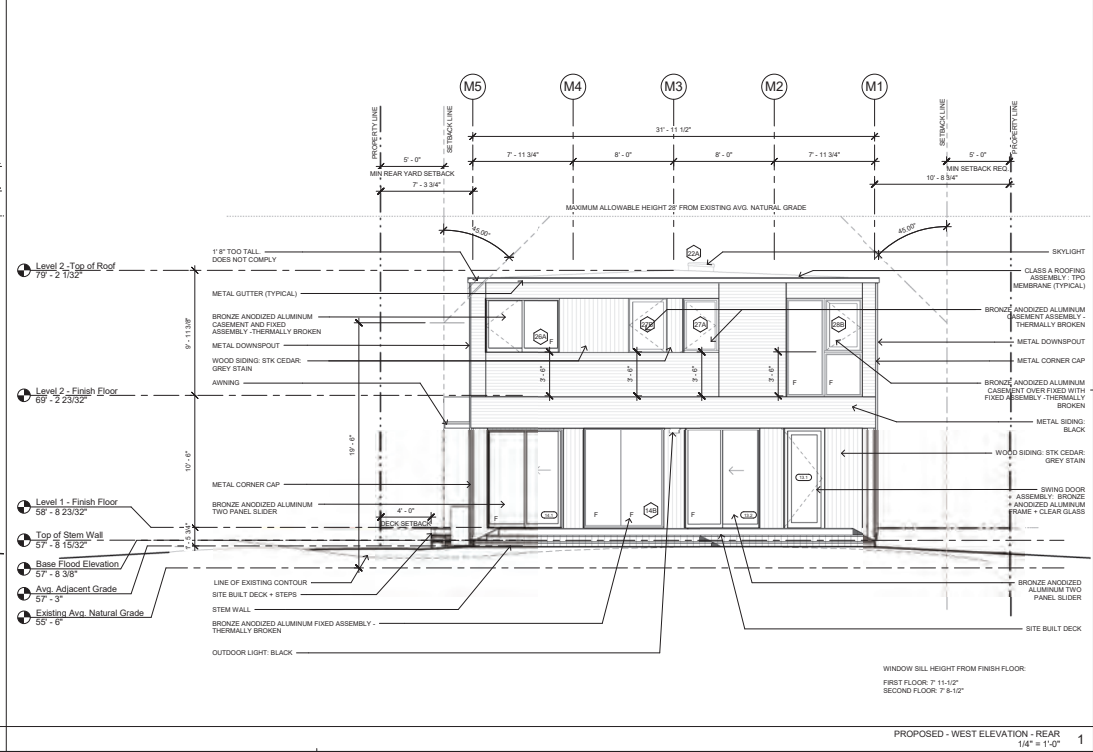 M5
M4
M3
M2
M1
PROPERTY LINE
SETBACK LINE
SETBACK LINE
PROPERTY LINE
31' - 11 1/2"
7' - 11 3/4"
8' - 0"
8' - 0"
7' - 11 3/4"
5' - 0"
MIN REAR YARD SETBACK
7' - 3 3/4"
5' - 0"
MIN SETBACK REQ.
10' - 8 3/4"
MAXIMUM ALLOWABLE HEIGHT 28' FROM EXISTING AVG. NATURAL GRADE
45.00°
45.00°
1' 8" TOO TALL.
DOES NOT COMPLY
METAL GUTTER (TYPICAL)
BRONZE ANODIZED ALUMINUM
CASEMENT AND FIXED
ASSEMBLY -THERMALLY BROKEN
METAL DOWNSPOUT
WOOD SIDING: STK CEDAR:
GREY STAIN
AWNING
METAL CORNER CAP
BRONZE ANODIZED ALUMINUM
TWO PANEL SLIDER
4' - 0"
DECK SETBACK
LINE OF EXISTING CONTOUR
SITE BUILT DECK + STEPS
STEM WALL
BRONZE ANODIZED ALUMINUM FIXED ASSEMBLY -
THERMALLY BROKEN
OUTDOOR LIGHT: BLACK
Level 2 -Top of Roof
79' - 2 1/32"
Level 2 - Finish Floor
69' - 2 23/32"
Level 1 - Finish Floor
58' - 8 23/32"
Top of Stem Wall
57' - 8 15/32"
Base Flood Elevation
57' - 8 3/8"
Avg. Adjacent Grade
57' - 3"
Existing Avg. Natural Grade
55' - 6"
9' - 11 3/8"
10' - 6"
1' - 5 3/4"
19' - 6"
22A
26A
F
27B
27A
28B
3' - 6"
3' - 6"
3' - 6"
3' - 6"
F
F
F
F
F
14B
F
SKYLIGHT
CLASS A ROOFING
ASSEMBLY : TPO
MEMBRANE (TYPICAL)
BRONZE ANODIZED ALUMINUM
CASEMENT ASSEMBLY -
THERMALLY BROKEN
METAL DOWNSPOUT
METAL CORNER CAP
BRONZE ANODIZED ALUMINUM
CASEMENT OVER FIXED WITH
FIXED ASSEMBLY -THERMALLY
BROKEN
METAL SIDING:
BLACK
WOOD SIDING: STK CEDAR:
GREY STAIN
SWING DOOR
ASSEMBLY: BRONZE
ANODIZED ALUMINUM
FRAME + CLEAR GLASS
BRONZE ANODIZED
ALUMINUM TWO
PANEL SLIDER
SITE BUILT DECK
WINDOW SILL HEIGHT FROM FINISH FLOOR:
FIRST FLOOR: 7' 11-1/2"
SECOND FLOOR: 7' 8-1/2"
PROPOSED - WEST ELEVATION - REAR
1/4" = 1'-0"
1